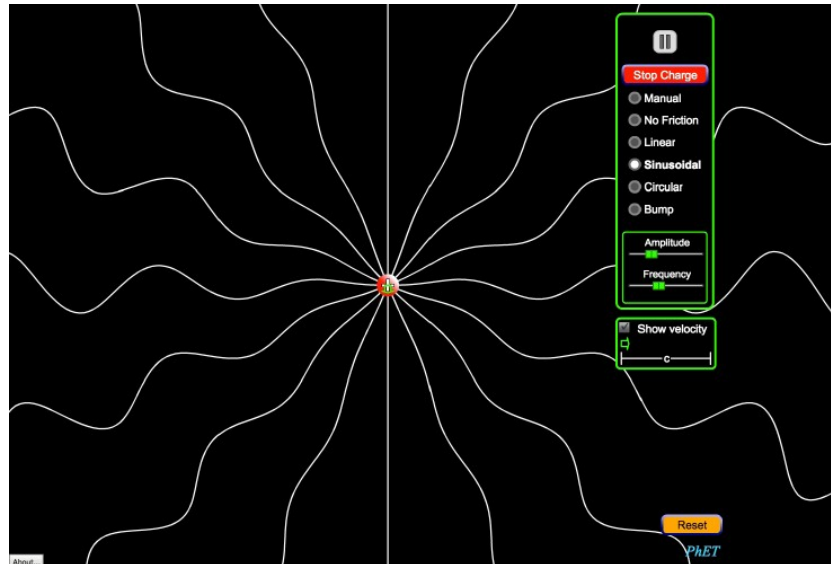 Stop Charge
Manual
No Friction
Linear
Sinusoidal
Circular
Bump
Amplitude
Frequency
Show velocity
c
Reset
PhET
About...